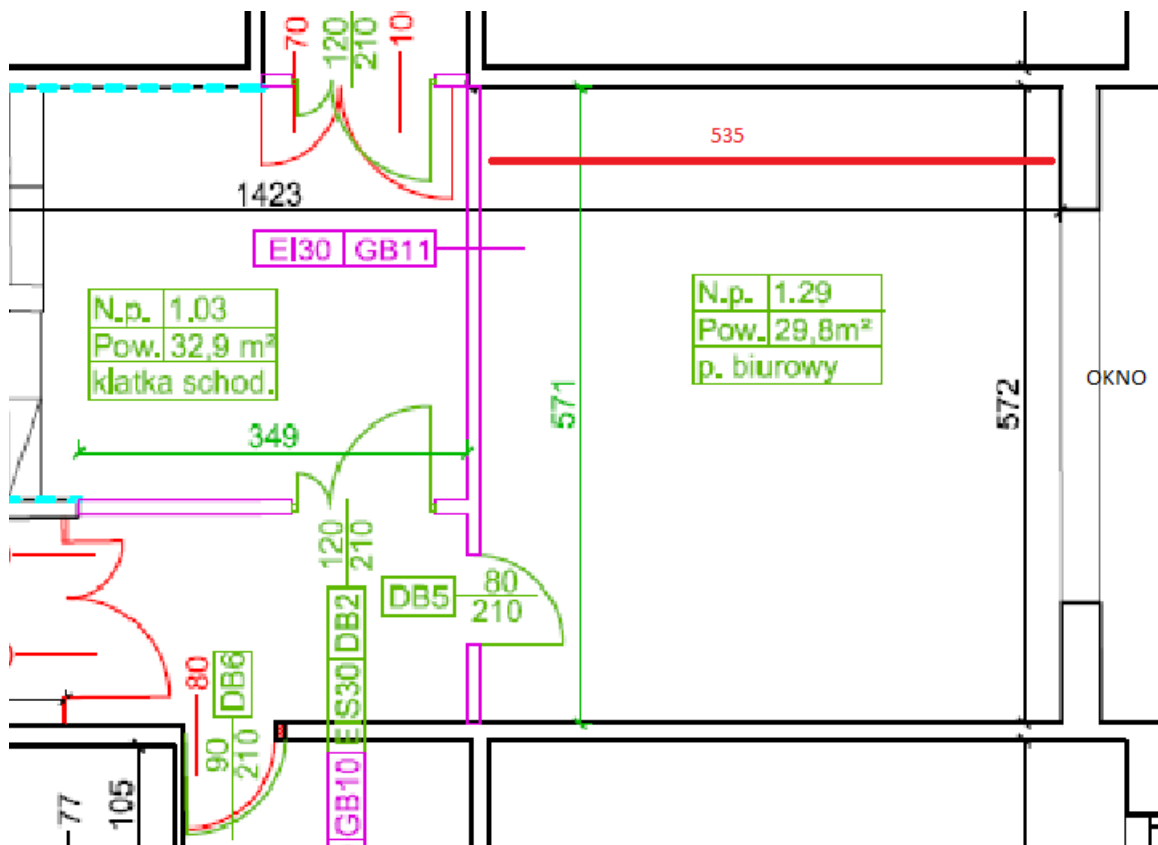 70
120
210
10
535
1423
EI30 GB11
N.p. 1.03
Pow. 32,9 m²
klatka schod.
N.p. 1.29
Pow. 29,8m²
p. biurowy
OKNO
571
572
349
120
210
DB5
80
210
EIS30 DB2
GB10
80
DB6
90
210
77
105